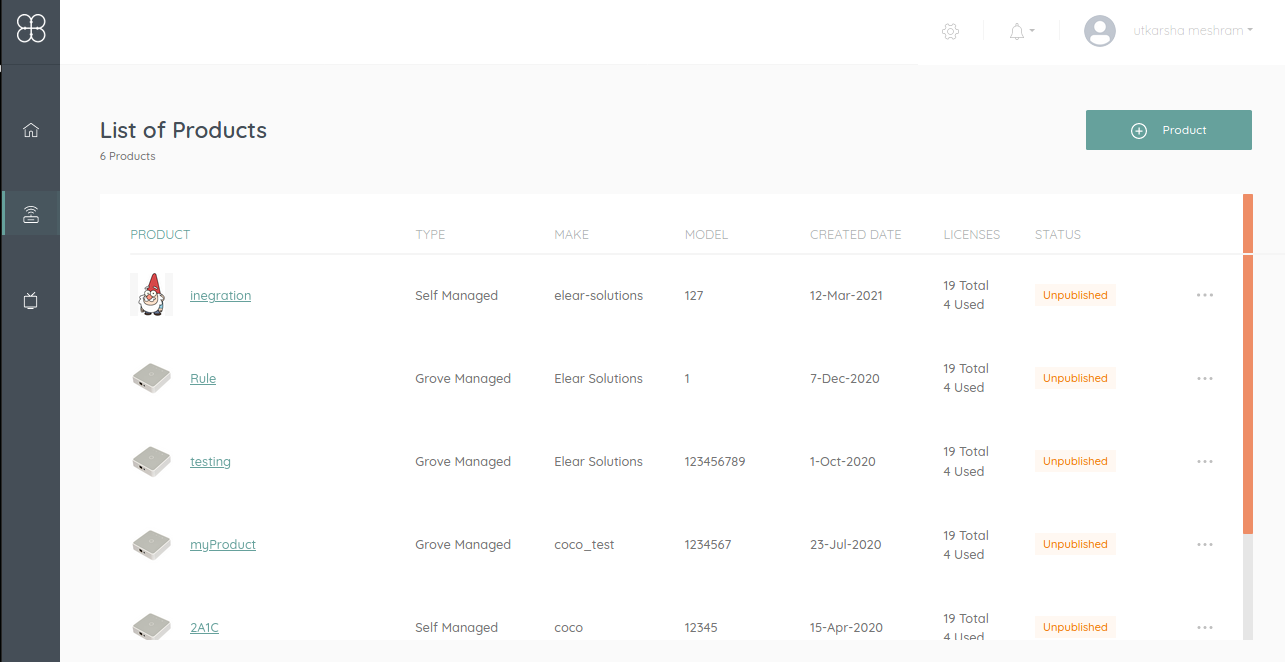 utkarsha.meshram
List of Products
6 Products
Product
PRODUCT TYPE MAKE MODEL CREATED DATE LICENSES STATUS
inegration Self Managed elear-solutions 127 12-Mar-2021 19 Total 4 Used Unpublished
Rule Grove Managed Elear Solutions 1 7-Dec-2020 19 Total 4 Used Unpublished
testing Grove Managed Elear Solutions 123456789 1-Oct-2020 19 Total 4 Used Unpublished
myProduct Grove Managed coco_test 1234567 23-Jul-2020 19 Total 4 Used Unpublished
2A1C Self Managed coco 12345 15-Apr-2020 19 Total 4 Used Unpublished